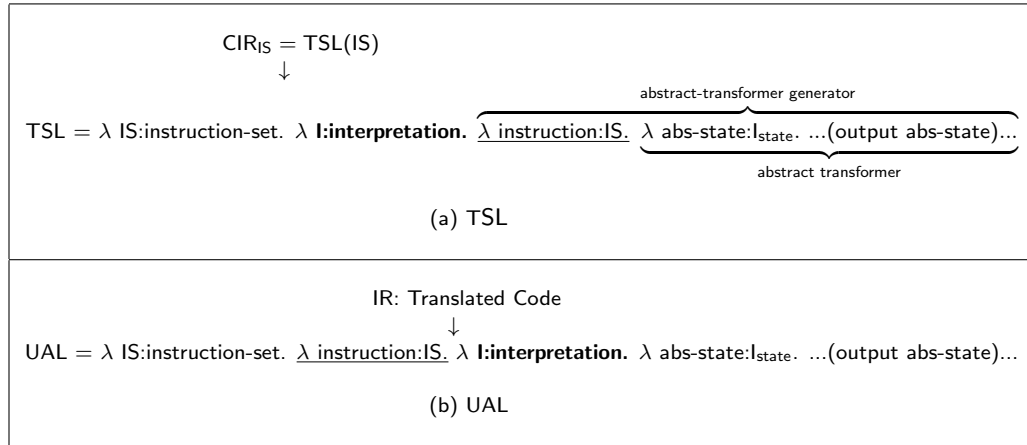 CIR_IS = TSL(IS)
↓
abstract-transformer generator
TSL = λ IS:instruction-set. λ I:interpretation. λ instruction:IS. λ abs-state:I_state. ...(output abs-state)...
abstract transformer
(a) TSL
IR: Translated Code
↓
UAL = λ IS:instruction-set. λ instruction:IS. λ I:interpretation. λ abs-state:I_state. ...(output abs-state)...
(b) UAL